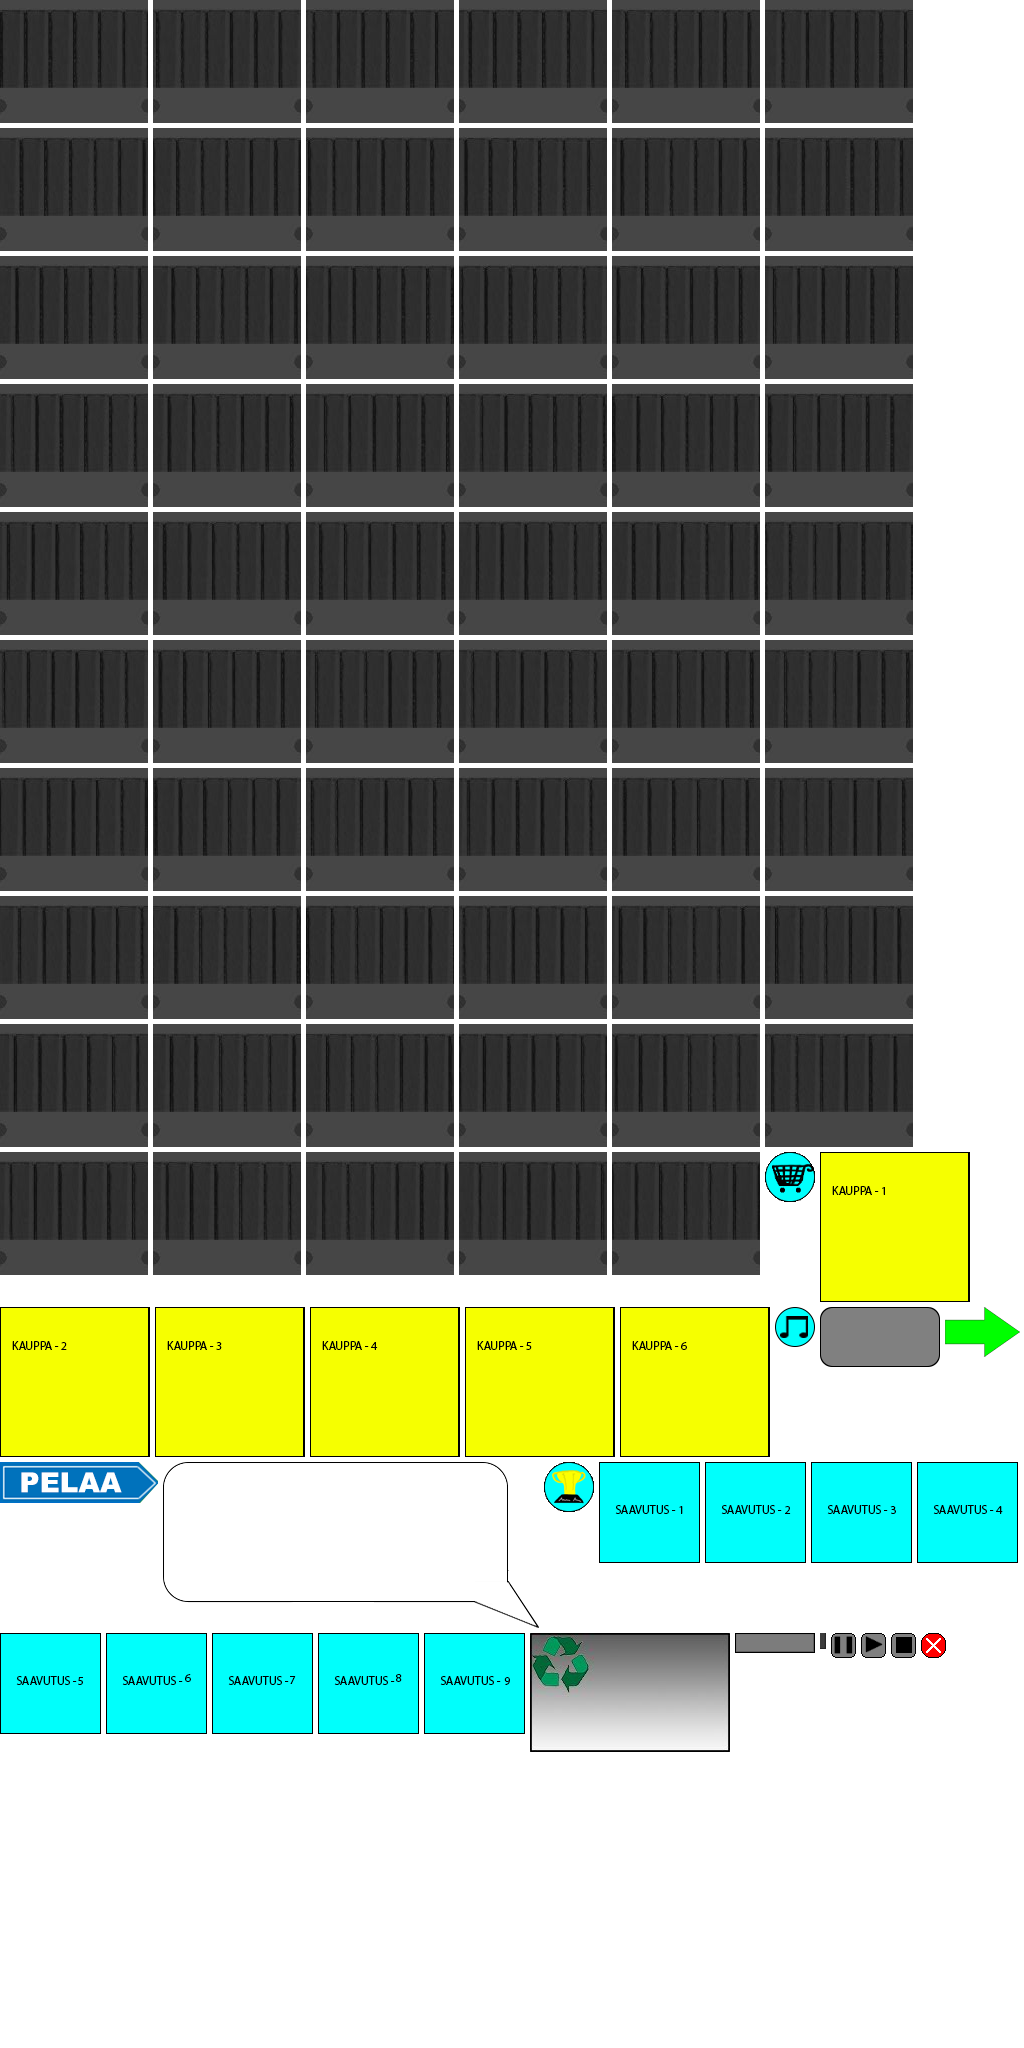 KAUPPA - 1
KAUPPA - 2
KAUPPA - 3
KAUPPA - 4
KAUPPA - 5
KAUPPA - 6
PELAA
SAAVUTUS - 1
SAAVUTUS - 2
SAAVUTUS - 3
SAAVUTUS - 4
SAAVUTUS -5
SAAVUTUS - 6
SAAVUTUS -7
SAAVUTUS -8
SAAVUTUS - 9